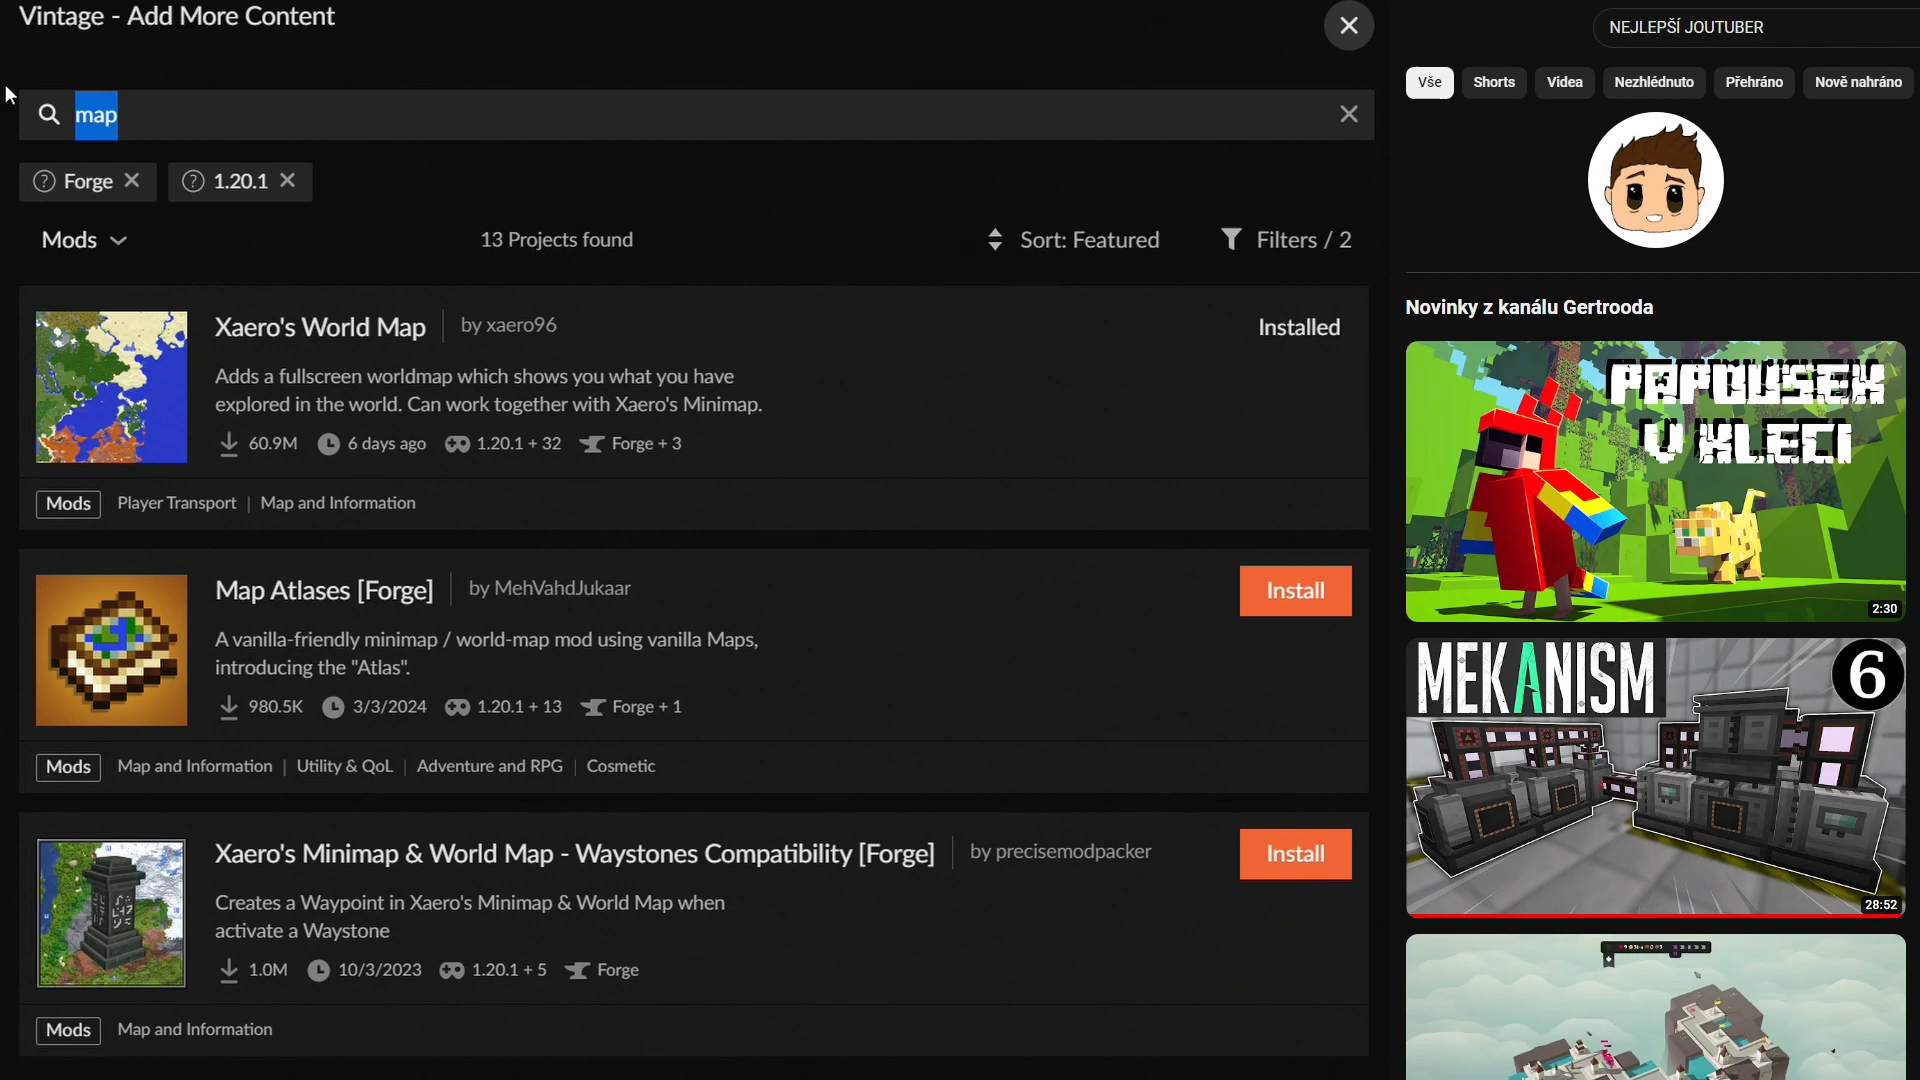 Vintage - Add More Content
map
Forge
1.20.1
Mods
13 Projects found
Sort: Featured
Filters / 2
Xaero's World Map
by xaero96
Installed
Adds a fullscreen worldmap which shows you what you have
explored in the world. Can work together with Xaero's Minimap.
60.9M
6 days ago
1.20.1 + 32
Forge + 3
Mods
Player Transport
Map and Information
Map Atlases [Forge]
by MehVahdJukaar
Install
A vanilla-friendly minimap / world-map mod using vanilla Maps,
introducing the "Atlas".
980.5K
3/3/2024
1.20.1 + 13
Forge + 1
Mods
Map and Information
Utility & QoL
Adventure and RPG
Cosmetic
Xaero's Minimap & World Map - Waystones Compatibility [Forge]
by precisemodpacker
Install
Creates a Waypoint in Xaero's Minimap & World Map when
activate a Waystone
1.0M
10/3/2023
1.20.1 + 5
Forge
Mods
Map and Information
NEJLEPŠÍ JOUTUBER
Vše
Shorts
Videa
Nezhlédnuto
Přehráno
Nově nahráno
Novinky z kanálu Gertrooda
PAPOUSEK
V KLECI
2:30
MEKANISM
6
28:52